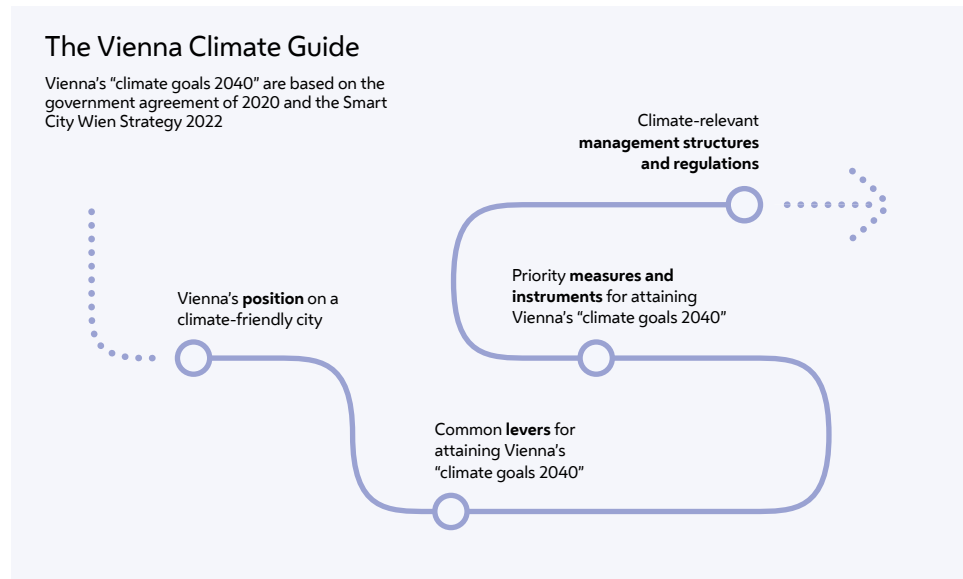 The Vienna Climate Guide
Vienna's “climate goals 2040” are based on the
government agreement of 2020 and the Smart
City Wien Strategy 2022
Climate-relevant
management structures
and regulations
Vienna's position on a
climate-friendly city
Priority measures and
instruments for attaining
Vienna's “climate goals 2040”
Common levers for
attaining Vienna's
“climate goals 2040”